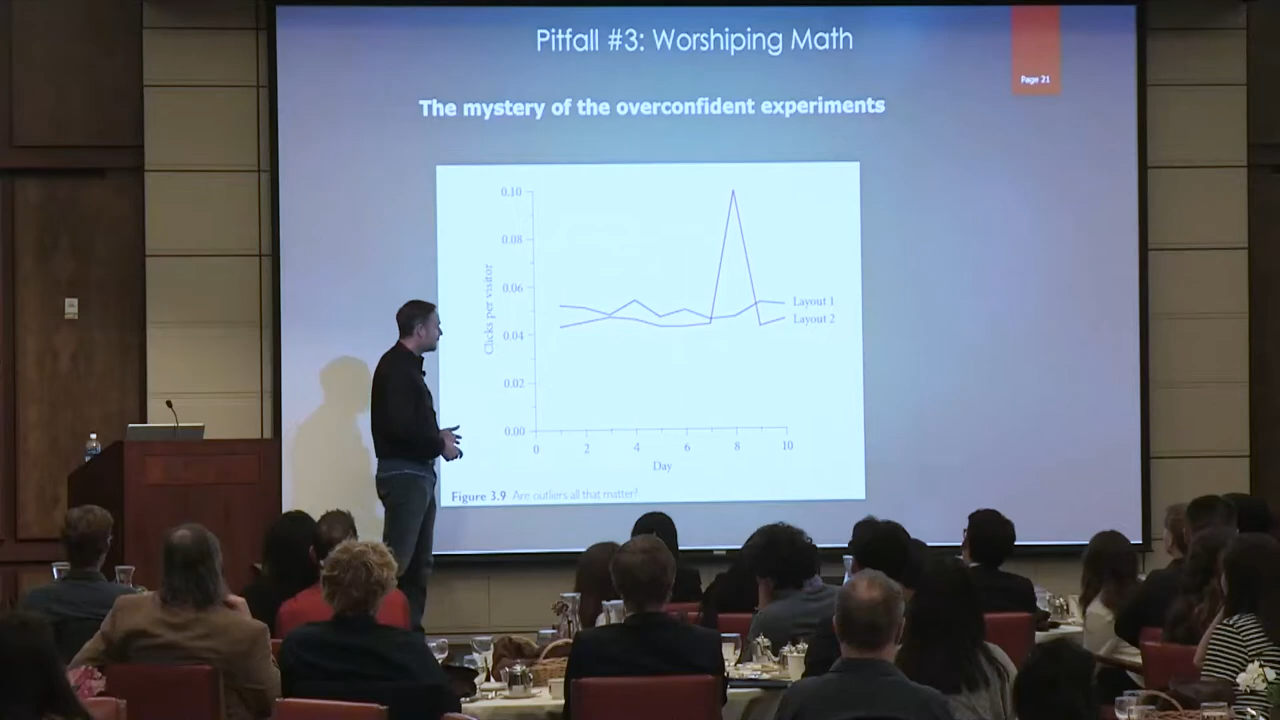 Pitfall #3: Worshiping Math
Page 21
The mystery of the overconfident experiments
0.10
0.08
0.06
0.04
0.02
0.00
Clicks per visitor
Layout 1
Layout 2
0 2 4 6 8 10
Day
Figure 3.9 Are outliers all that matter?